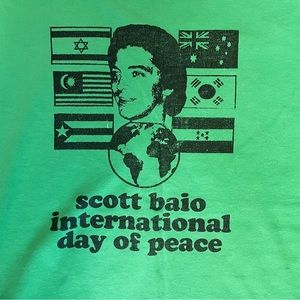 scott baio
international
day of peace